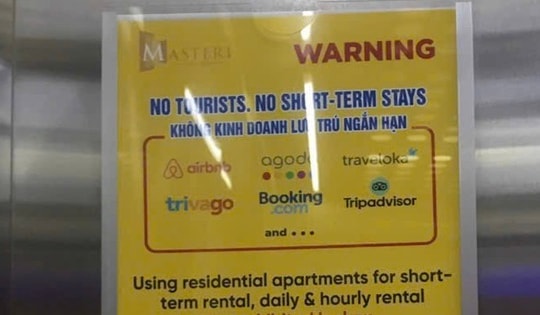 MASTERI
WARNING
NO TOURISTS. NO SHORT-TERM STAYS
KHÔNG KINH DOANH LƯU TRÚ NGẮN HẠN
airbnb agoda traveloka
trivago Booking.com Tripadvisor
and ...
Using residential apartments for short-
term rental, daily & hourly rental